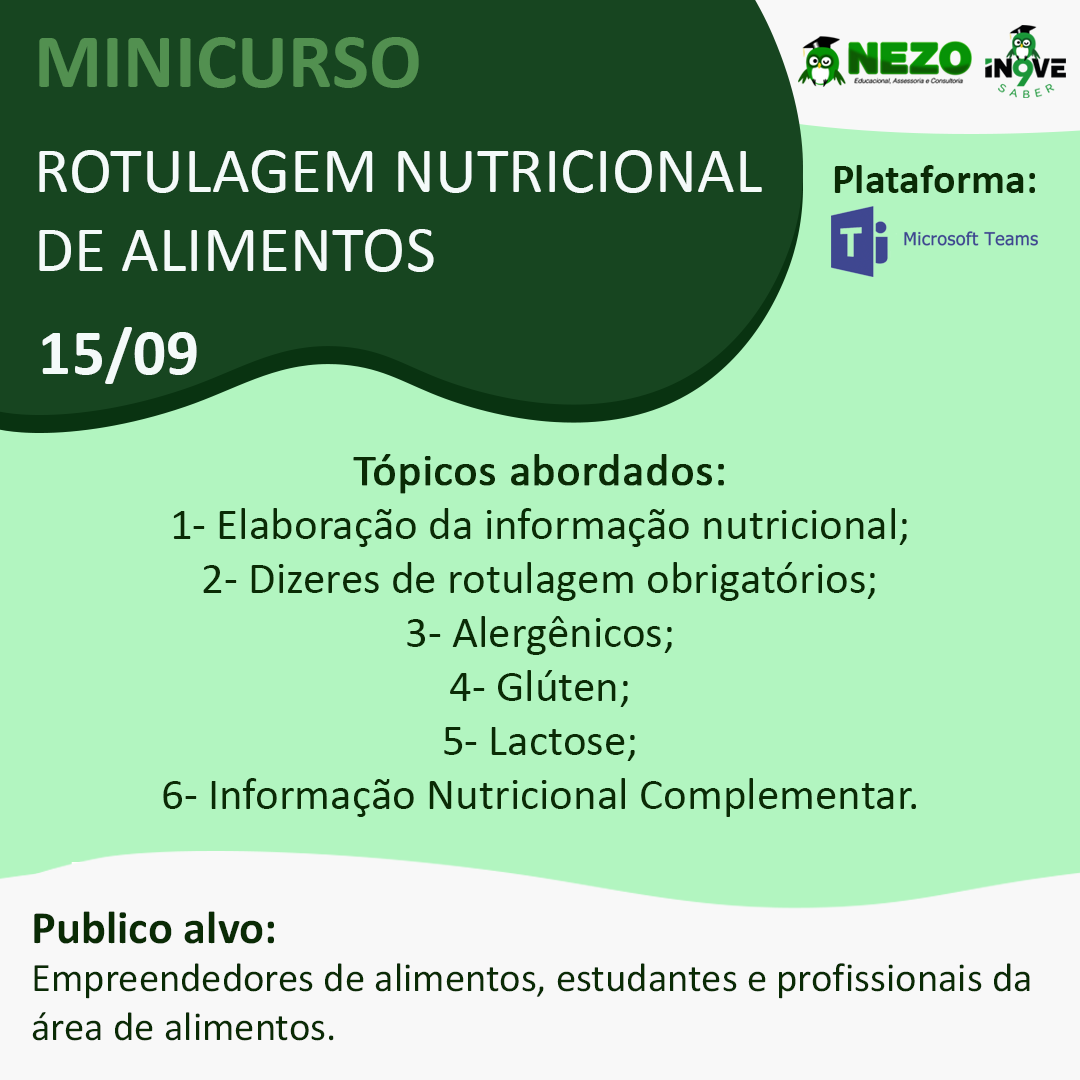 MINICURSO
ROTULAGEM NUTRICIONAL
DE ALIMENTOS
15/09
NEZO
Educacional, Assessoria e Consultoria
iN9VE
SABER
Plataforma:
T
Microsoft Teams
Tópicos abordados:
1- Elaboração da informação nutricional;
2- Dizeres de rotulagem obrigatórios;
3- Alergênicos;
4- Glúten;
5- Lactose;
6- Informação Nutricional Complementar.
Publico alvo:
Empreendedores de alimentos, estudantes e profissionais da
área de alimentos.